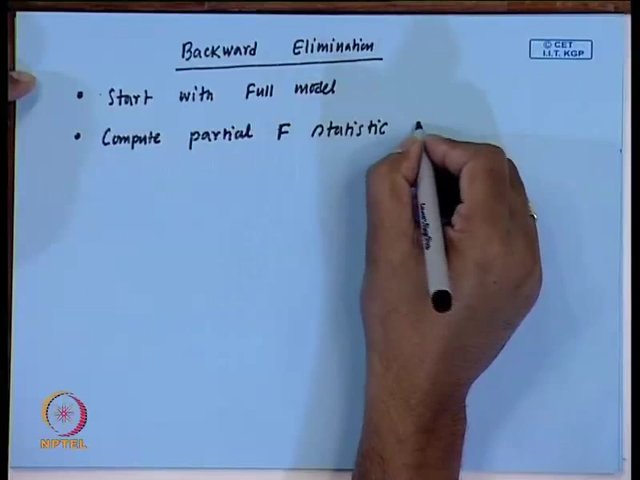 © CET
I.I.T. KGP
Backward Elimination
• Start with Full model
• Compute partial F statistic
NPTEL